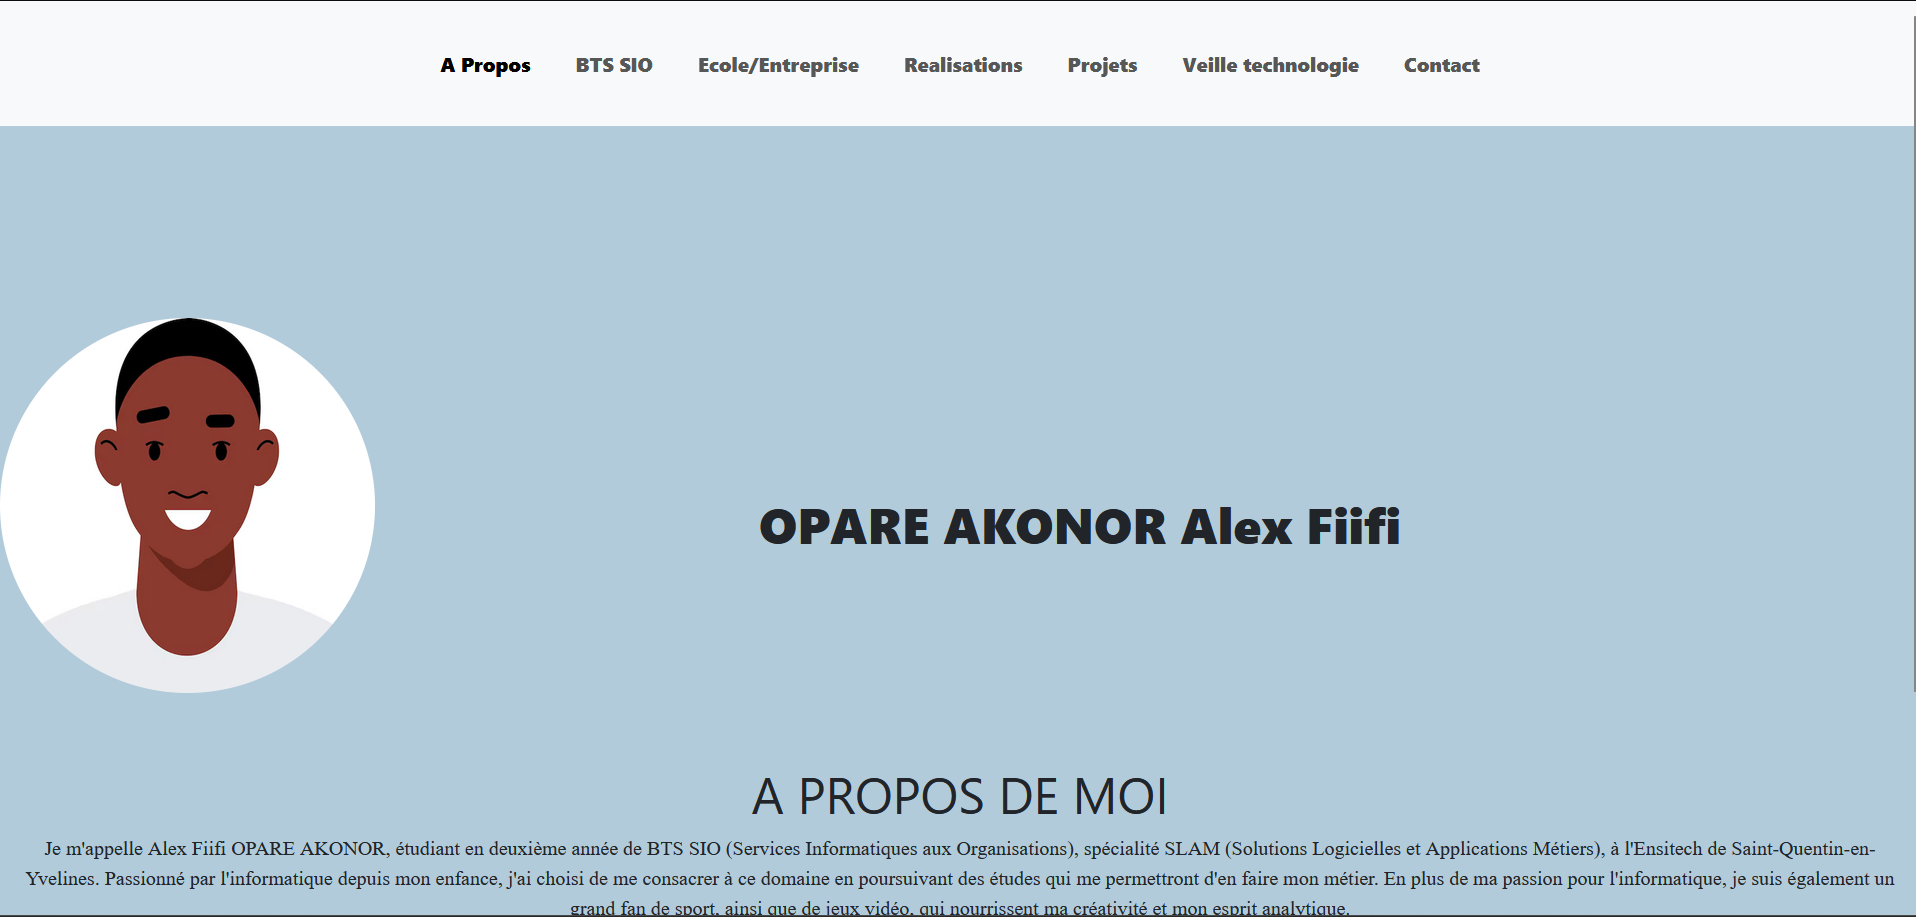 A Propos BTS SIO Ecole/Entreprise Realisations Projets Veille technologie Contact
OPARE AKONOR Alex Fiifi
A PROPOS DE MOI
Je m'appelle Alex Fiifi OPARE AKONOR, étudiant en deuxième année de BTS SIO (Services Informatiques aux Organisations), spécialité SLAM (Solutions Logicielles et Applications Métiers), à l'Ensitech de Saint-Quentin-en-
Yvelines. Passionné par l'informatique depuis mon enfance, j'ai choisi de me consacrer à ce domaine en poursuivant des études qui me permettront d'en faire mon métier. En plus de ma passion pour l'informatique, je suis également un
grand fan de sport, ainsi que de jeux vidéo, qui nourrissent ma créativité et mon esprit analytique.